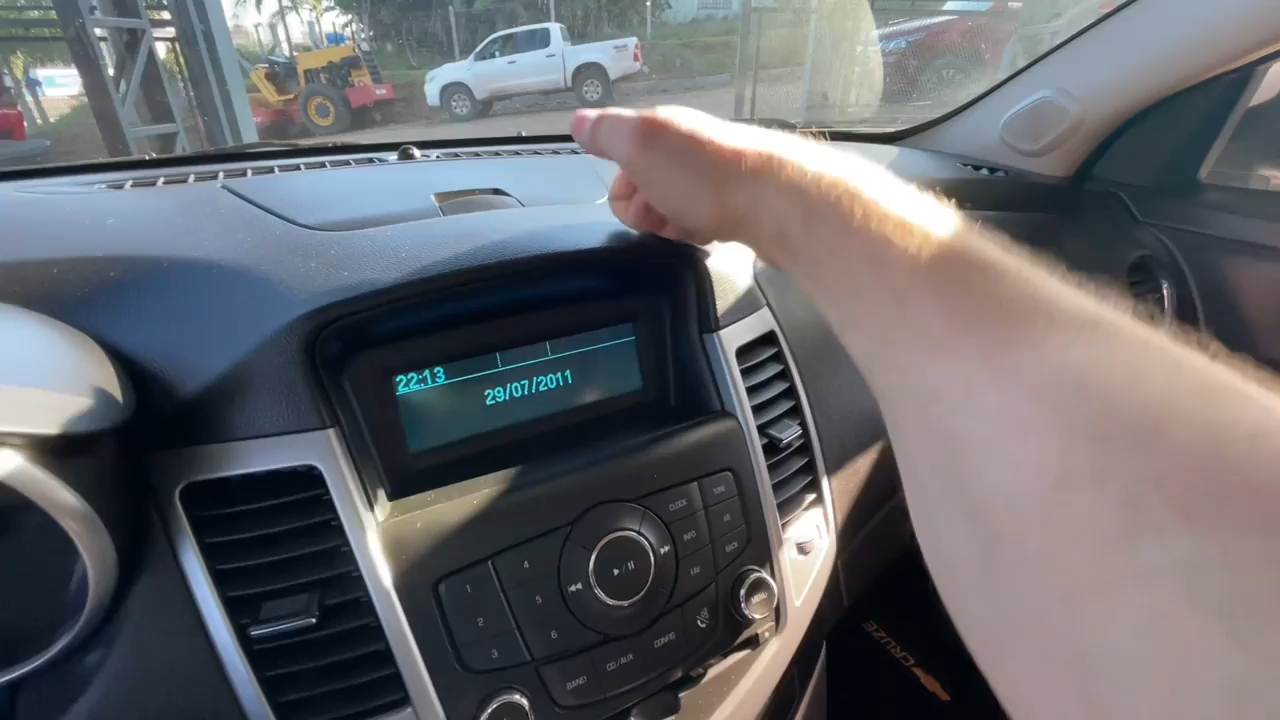 22:13
29/07/2011
CLOCK
TONE
INFO
AS
FAV
BACK
1
2
3
4
5
6
MENU
BAND
CD/AUX
CONFIG
CRUZE